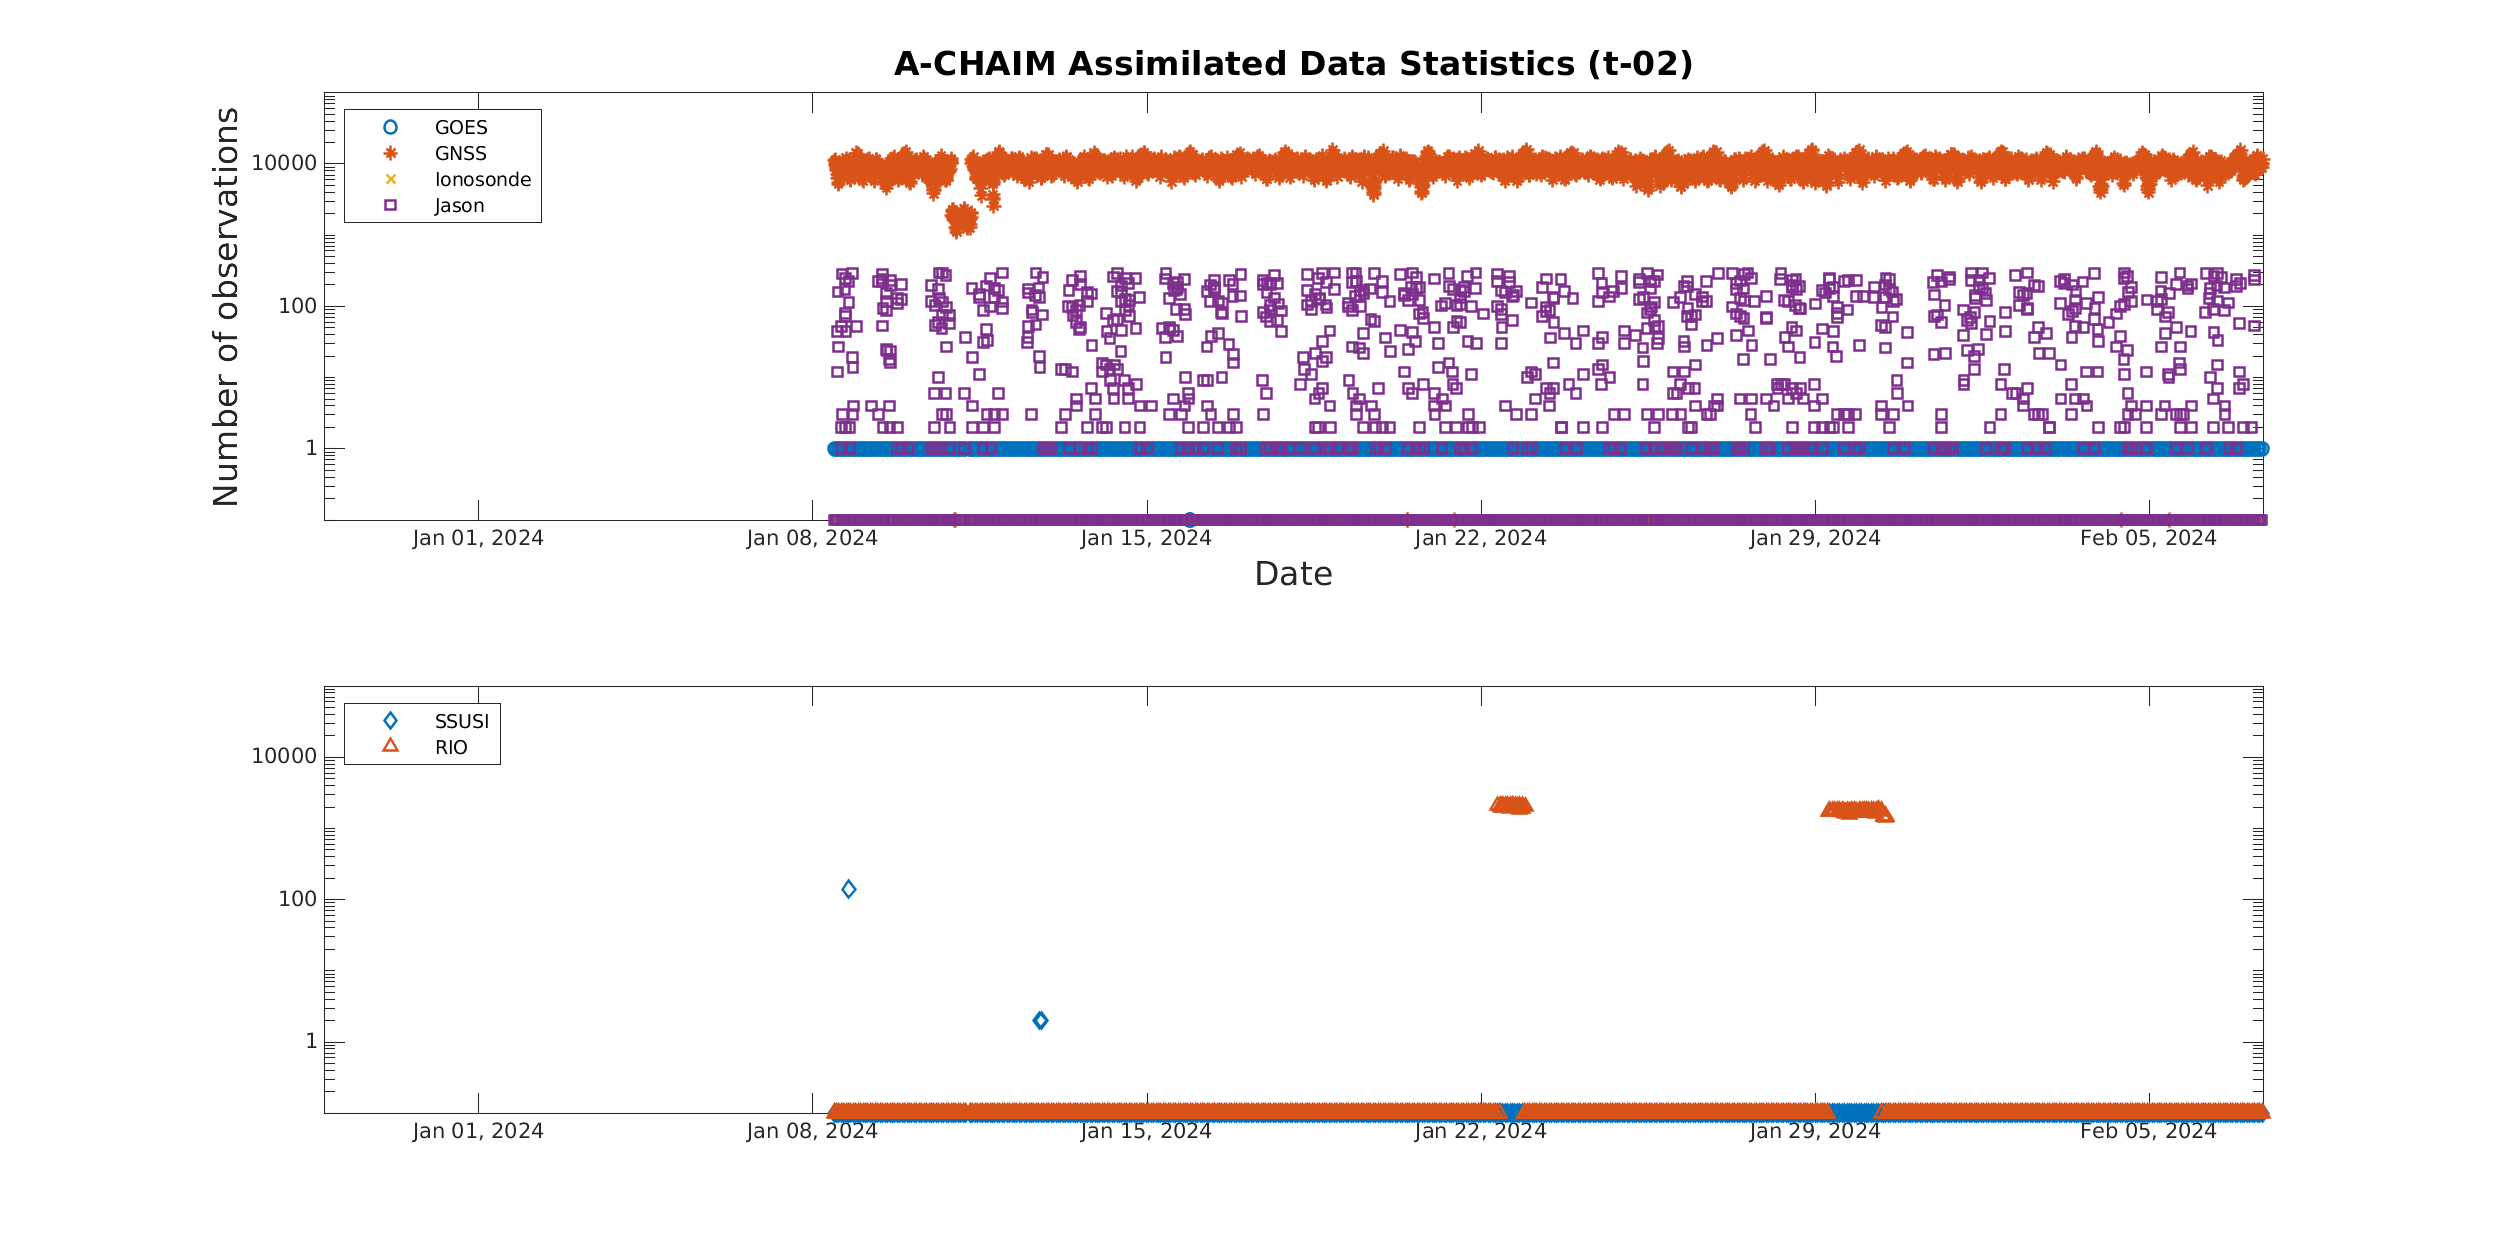 A-CHAIM Assimilated Data Statistics (t-02)
Number of observations
10000
100
1
GOES
GNSS
Ionosonde
Jason
Jan 01, 2024
Jan 08, 2024
Jan 15, 2024
Jan 22, 2024
Jan 29, 2024
Feb 05, 2024
Date
10000
100
1
SSUSI
RIO
Jan 01, 2024
Jan 08, 2024
Jan 15, 2024
Jan 22, 2024
Jan 29, 2024
Feb 05, 2024